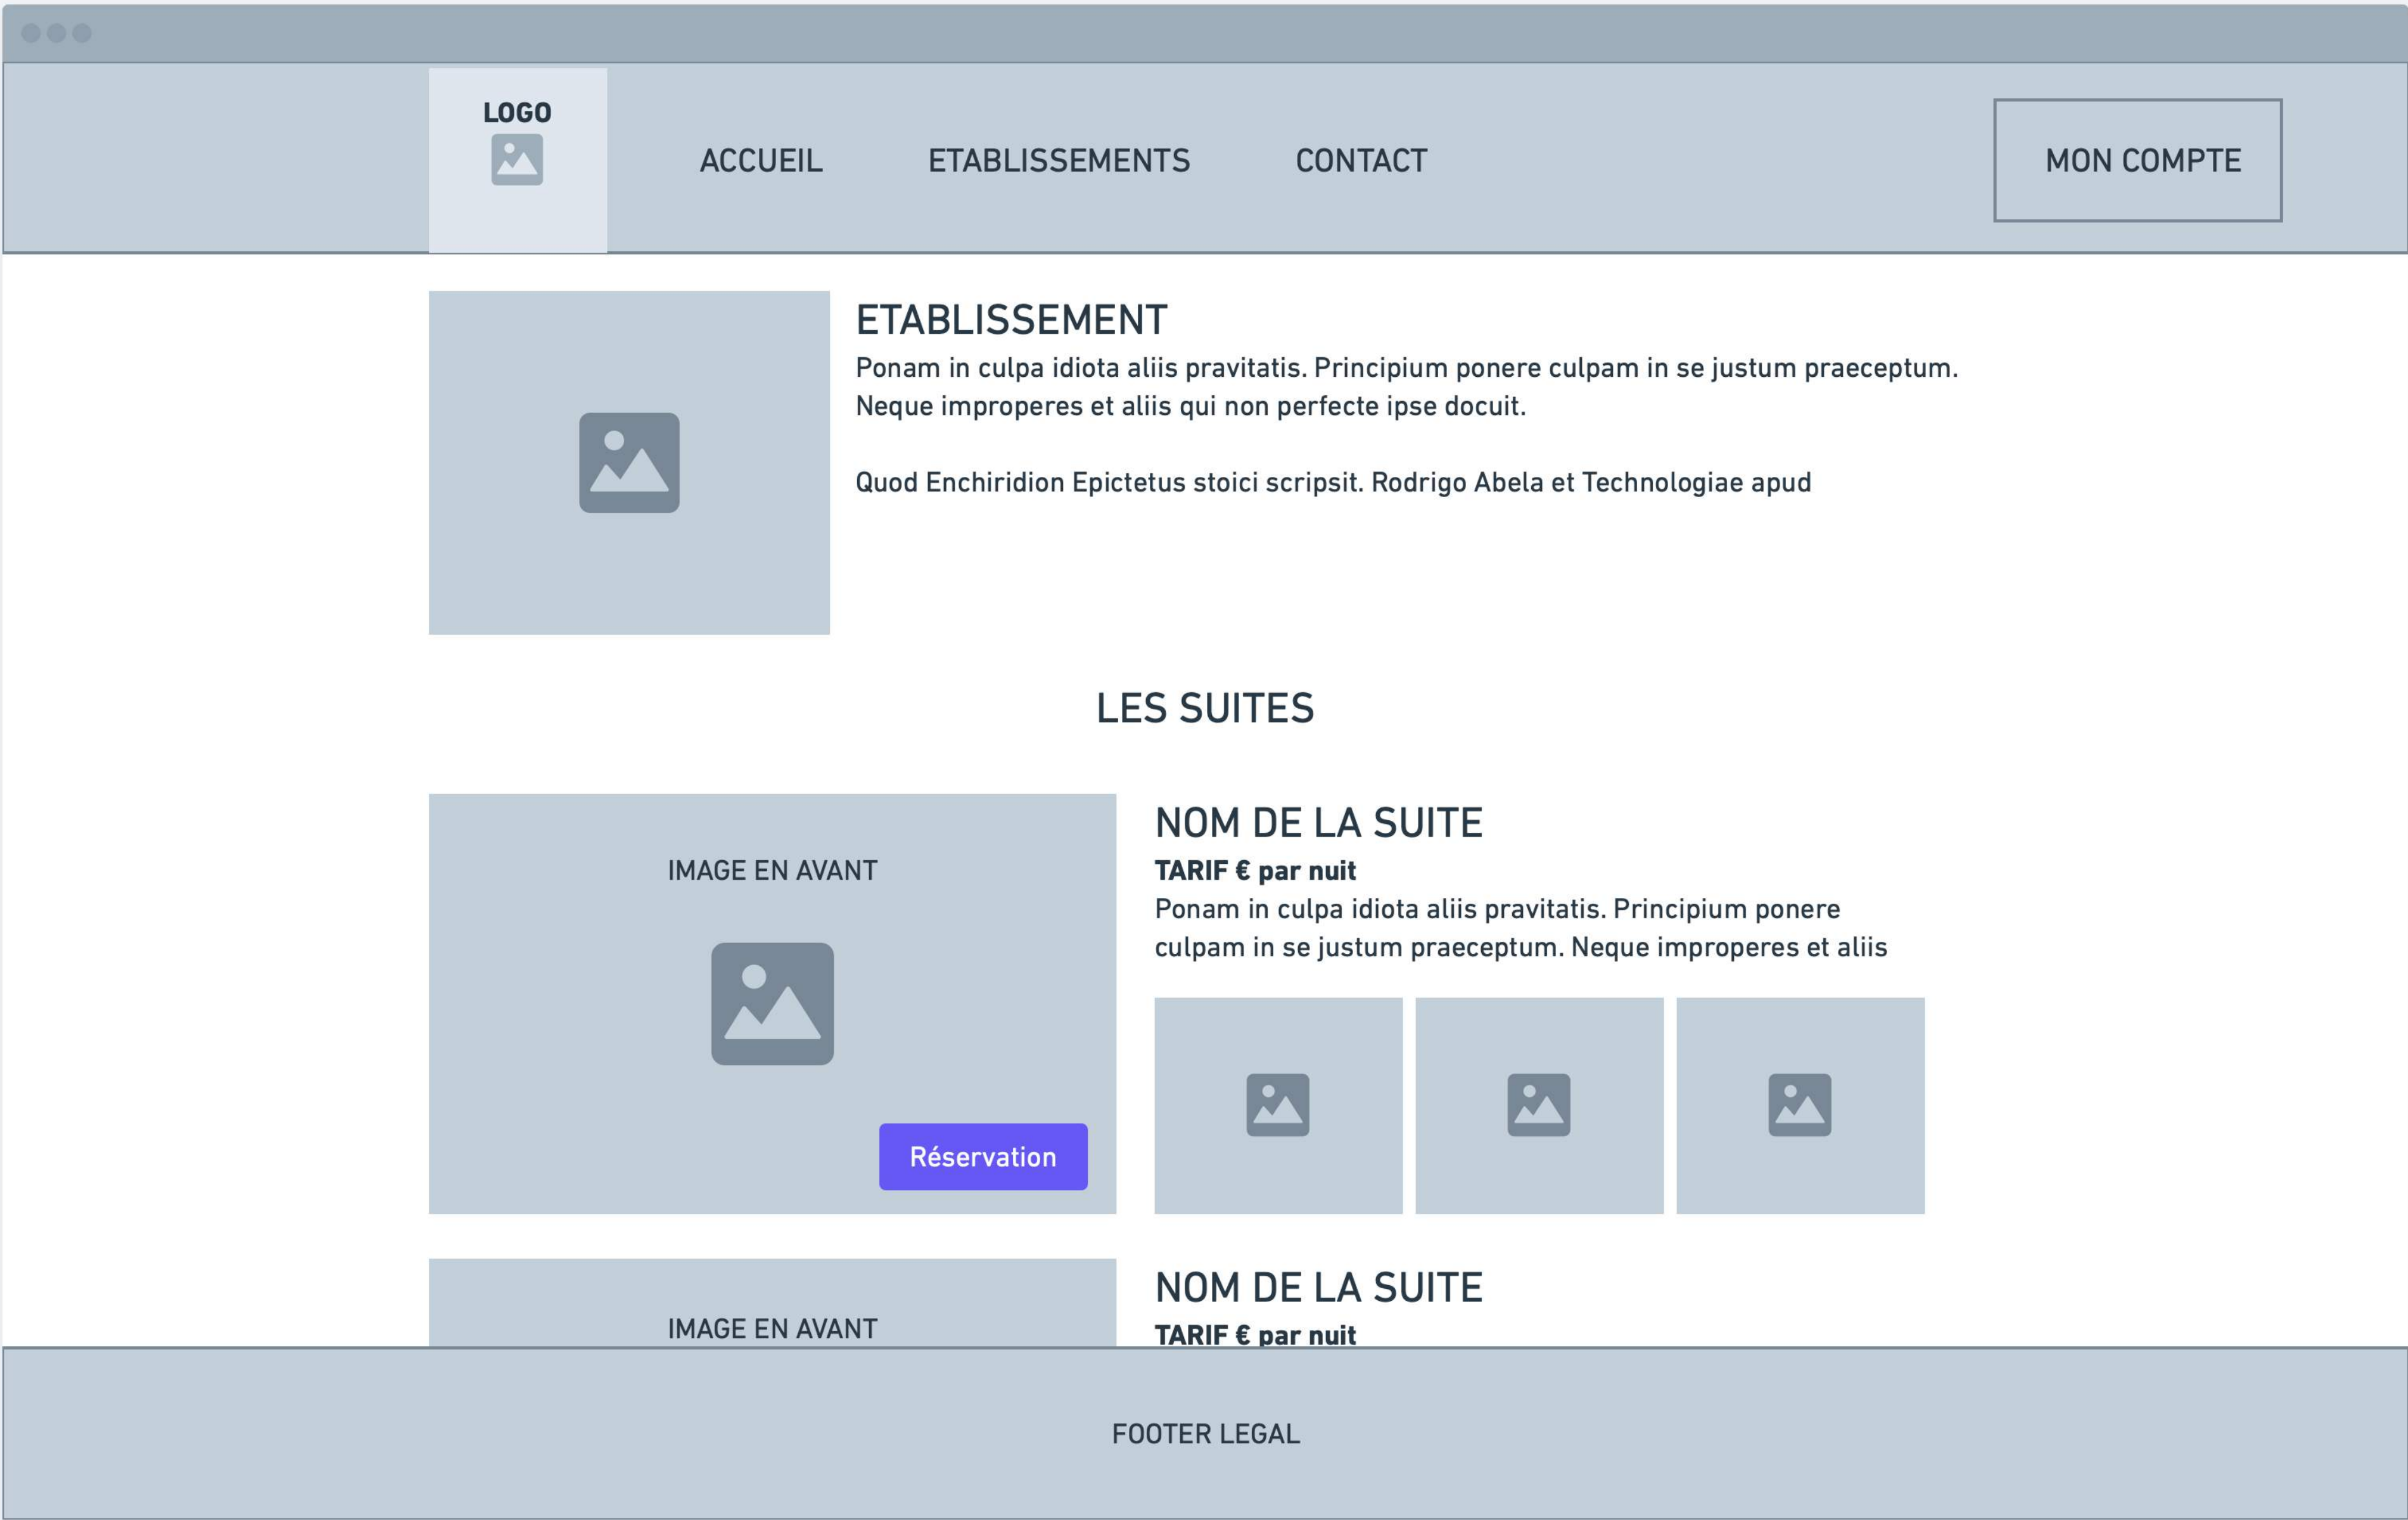 LOGO
ACCUEIL
ETABLISSEMENTS
CONTACT
MON COMPTE
ETABLISSEMENT
Ponam in culpa idiota aliis pravitatis. Principium ponere culpam in se justum praeceptum.
Neque improperes et aliis qui non perfecte ipse docuit.
Quod Enchiridion Epictetus stoici scripsit. Rodrigo Abela et Technologiae apud
LES SUITES
IMAGE EN AVANT
Réservation
NOM DE LA SUITE
TARIF € par nuit
Ponam in culpa idiota aliis pravitatis. Principium ponere
culpam in se justum praeceptum. Neque improperes et aliis
IMAGE EN AVANT
NOM DE LA SUITE
TARIF € par nuit
FOOTER LEGAL